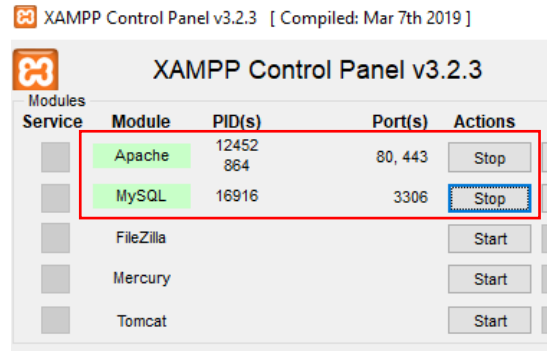 XAMPP Control Panel v3.2.3 [ Compiled: Mar 7th 2019 ]
XAMPP Control Panel v3.2.3
Modules
Service Module PID(s) Port(s) Actions
Apache 12452 864 80, 443 Stop
MySQL 16916 3306 Stop
FileZilla Start
Mercury Start
Tomcat Start